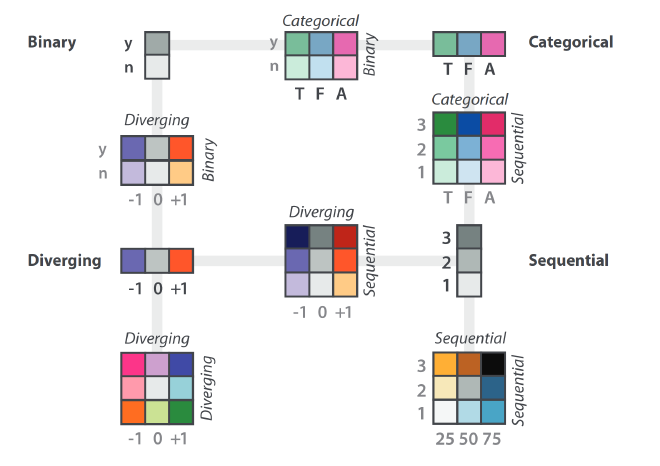 Categorical
Binary y y Binary Categorical
n n T F A
T F A Categorical
Diverging 3 Sequential
y Binary 2
n 1
-1 0 +1 T F A
Diverging
Sequential 3
Diverging 2 Sequential
-1 0 +1 1
-1 0 +1
Diverging Sequential
Diverging 3 Sequential
2
1
-1 0 +1 25 50 75